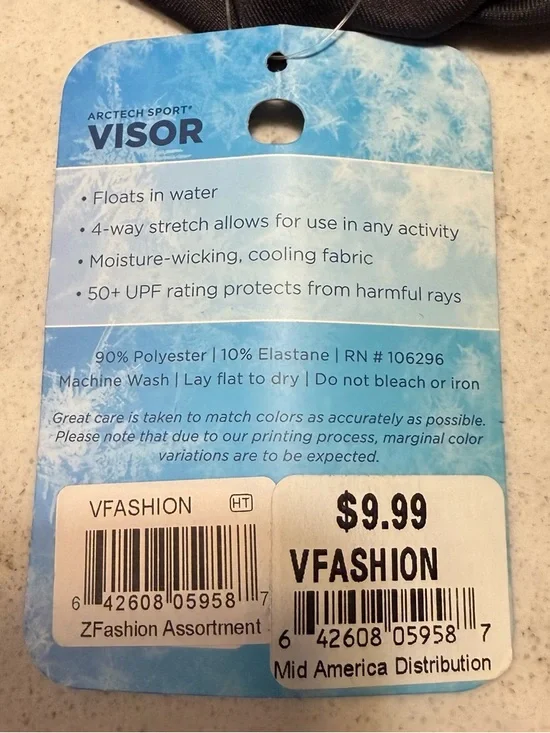 ARCTECH SPORT®
VISOR
• Floats in water
• 4-way stretch allows for use in any activity
• Moisture-wicking, cooling fabric
• 50+ UPF rating protects from harmful rays
90% Polyester | 10% Elastane | RN # 106296
Machine Wash | Lay flat to dry | Do not bleach or iron
Great care is taken to match colors as accurately as possible.
Please note that due to our printing process, marginal color
variations are to be expected.
VFASHION HT
6 42608 05958 7
ZFashion Assortment
$9.99
VFASHION
6 42608 05958 7
Mid America Distribution